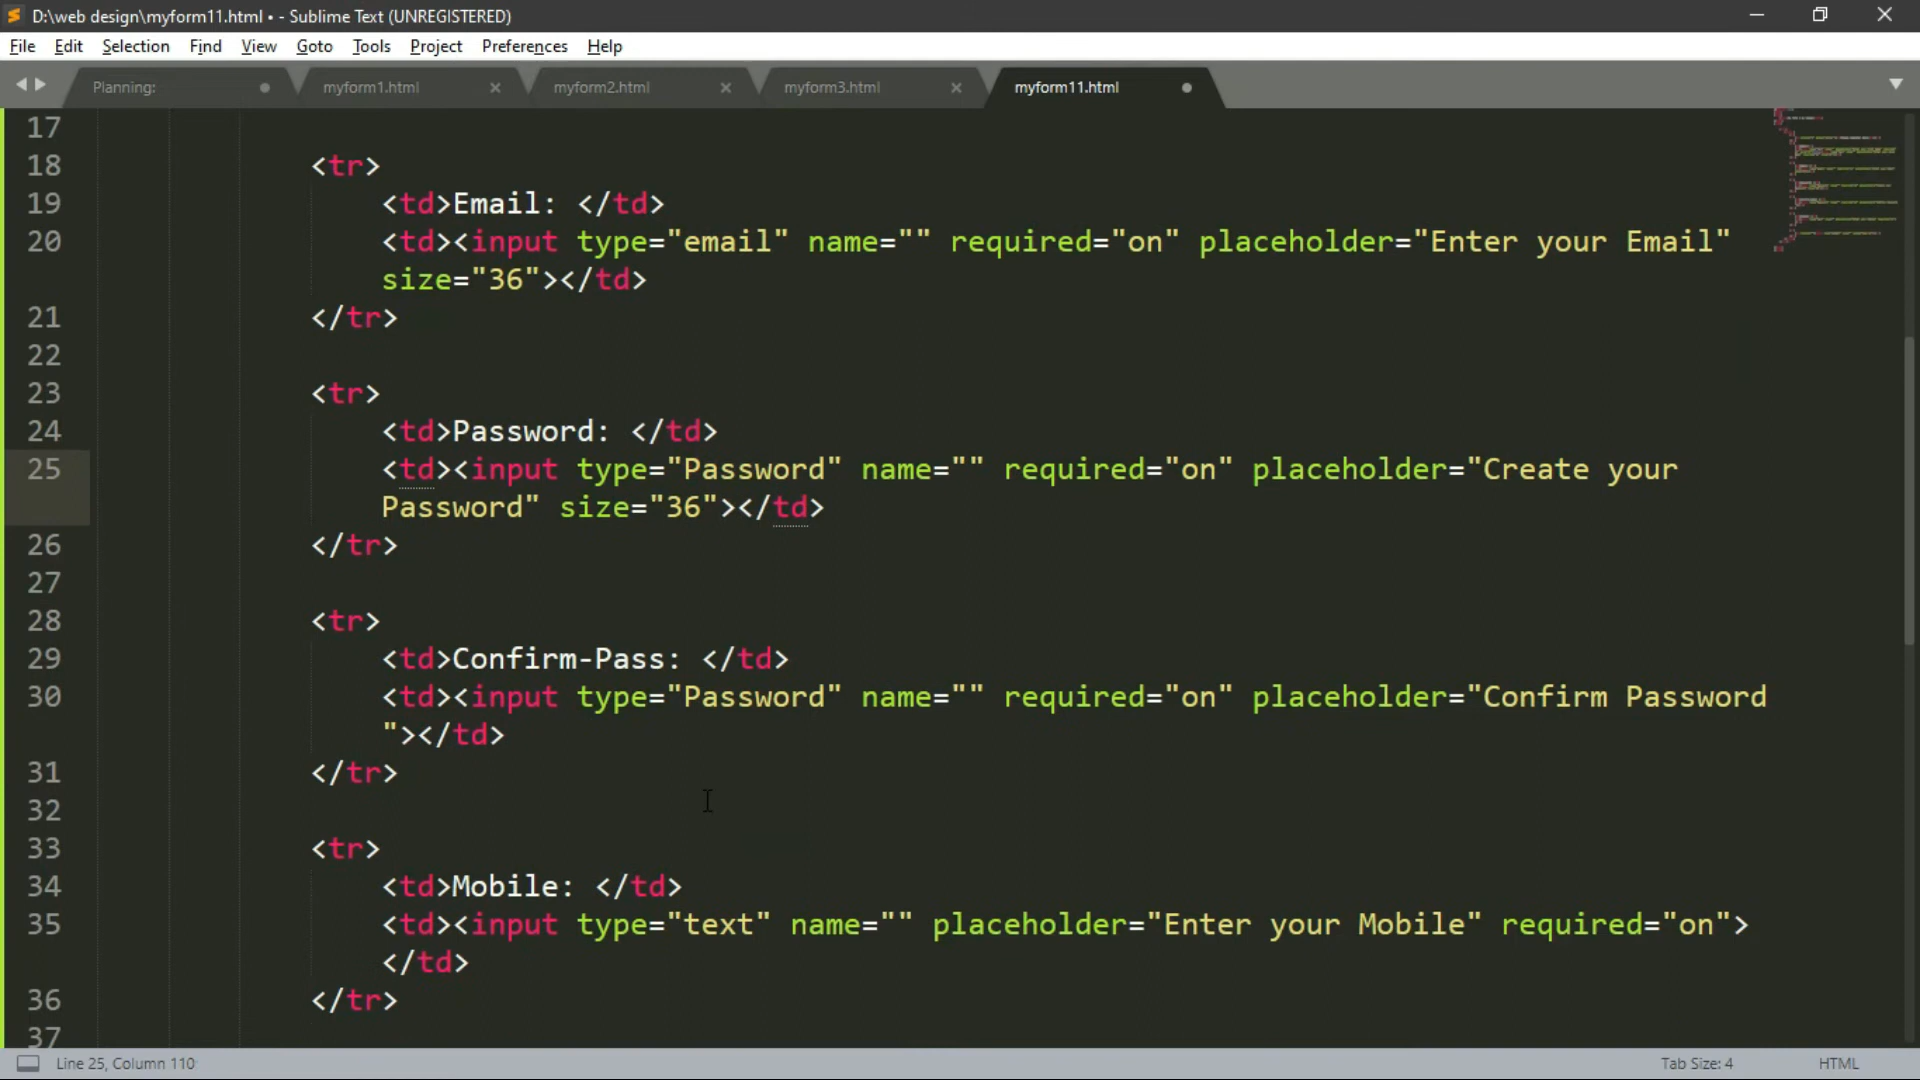 D:\web design\myform11.html • - Sublime Text (UNREGISTERED)
File Edit Selection Find View Goto Tools Project Preferences Help
Planning: myform1.html myform2.html myform3.html myform11.html
17
18 <tr>
19 <td>Email: </td>
20 <td><input type="email" name="" required="on" placeholder="Enter your Email"
size="36"></td>
21 </tr>
22
23 <tr>
24 <td>Password: </td>
25 <td><input type="Password" name="" required="on" placeholder="Create your
Password" size="36"></td>
26 </tr>
27
28 <tr>
29 <td>Confirm-Pass: </td>
30 <td><input type="Password" name="" required="on" placeholder="Confirm Password
"></td>
31 </tr>
32
33 <tr>
34 <td>Mobile: </td>
35 <td><input type="text" name="" placeholder="Enter your Mobile" required="on">
</td>
36 </tr>
37
Line 25, Column 110 Tab Size: 4 HTML